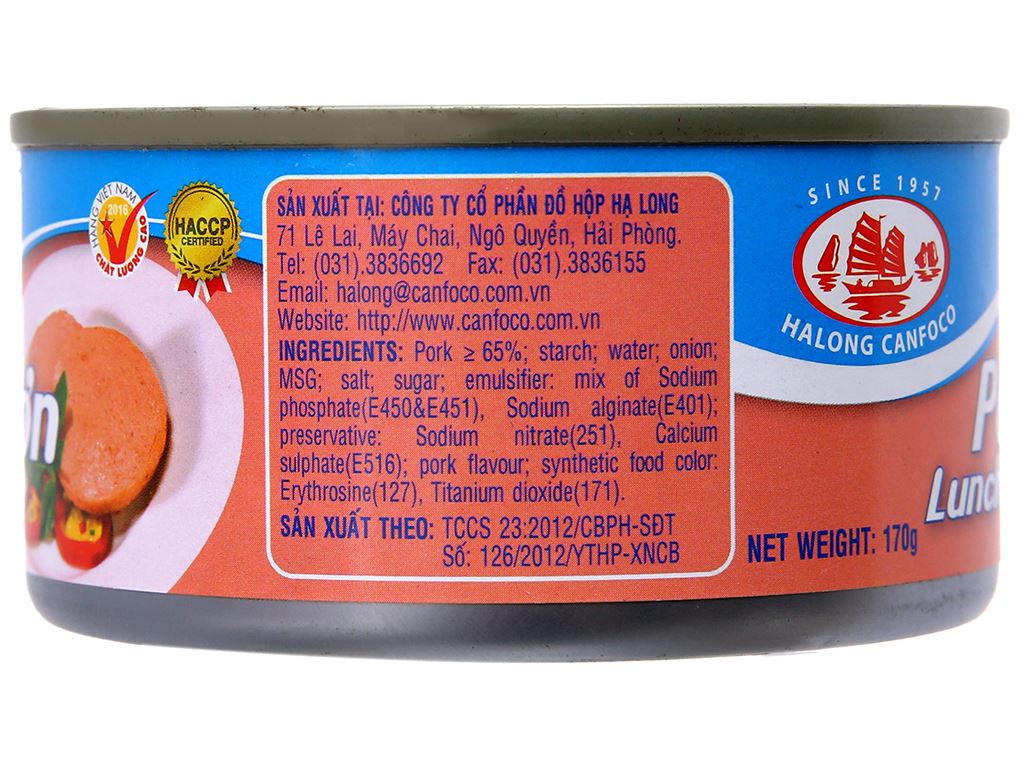 HÀNG VIỆT NAM
2016
CHẤT LƯỢNG CAO
HACCP
CERTIFIED
SẢN XUẤT TẠI: CÔNG TY CỔ PHẦN ĐỒ HỘP HẠ LONG
71 Lê Lai, Máy Chai, Ngô Quyền, Hải Phòng.
Tel: (031).3836692 Fax: (031).3836155
Email: halong@canfoco.com.vn
Website: http://www.canfoco.com.vn
INGREDIENTS: Pork ≥ 65%; starch; water; onion;
MSG; salt; sugar; emulsifier: mix of Sodium
phosphate(E450&E451), Sodium alginate(E401);
preservative: Sodium nitrate(251), Calcium
sulphate(E516); pork flavour; synthetic food color:
Erythrosine(127), Titanium dioxide(171).
SẢN XUẤT THEO: TCCS 23:2012/CBPH-SĐT
Số: 126/2012/YTHP-XNCB
SINCE 1957
HALONG CANFOCO
NET WEIGHT: 170g